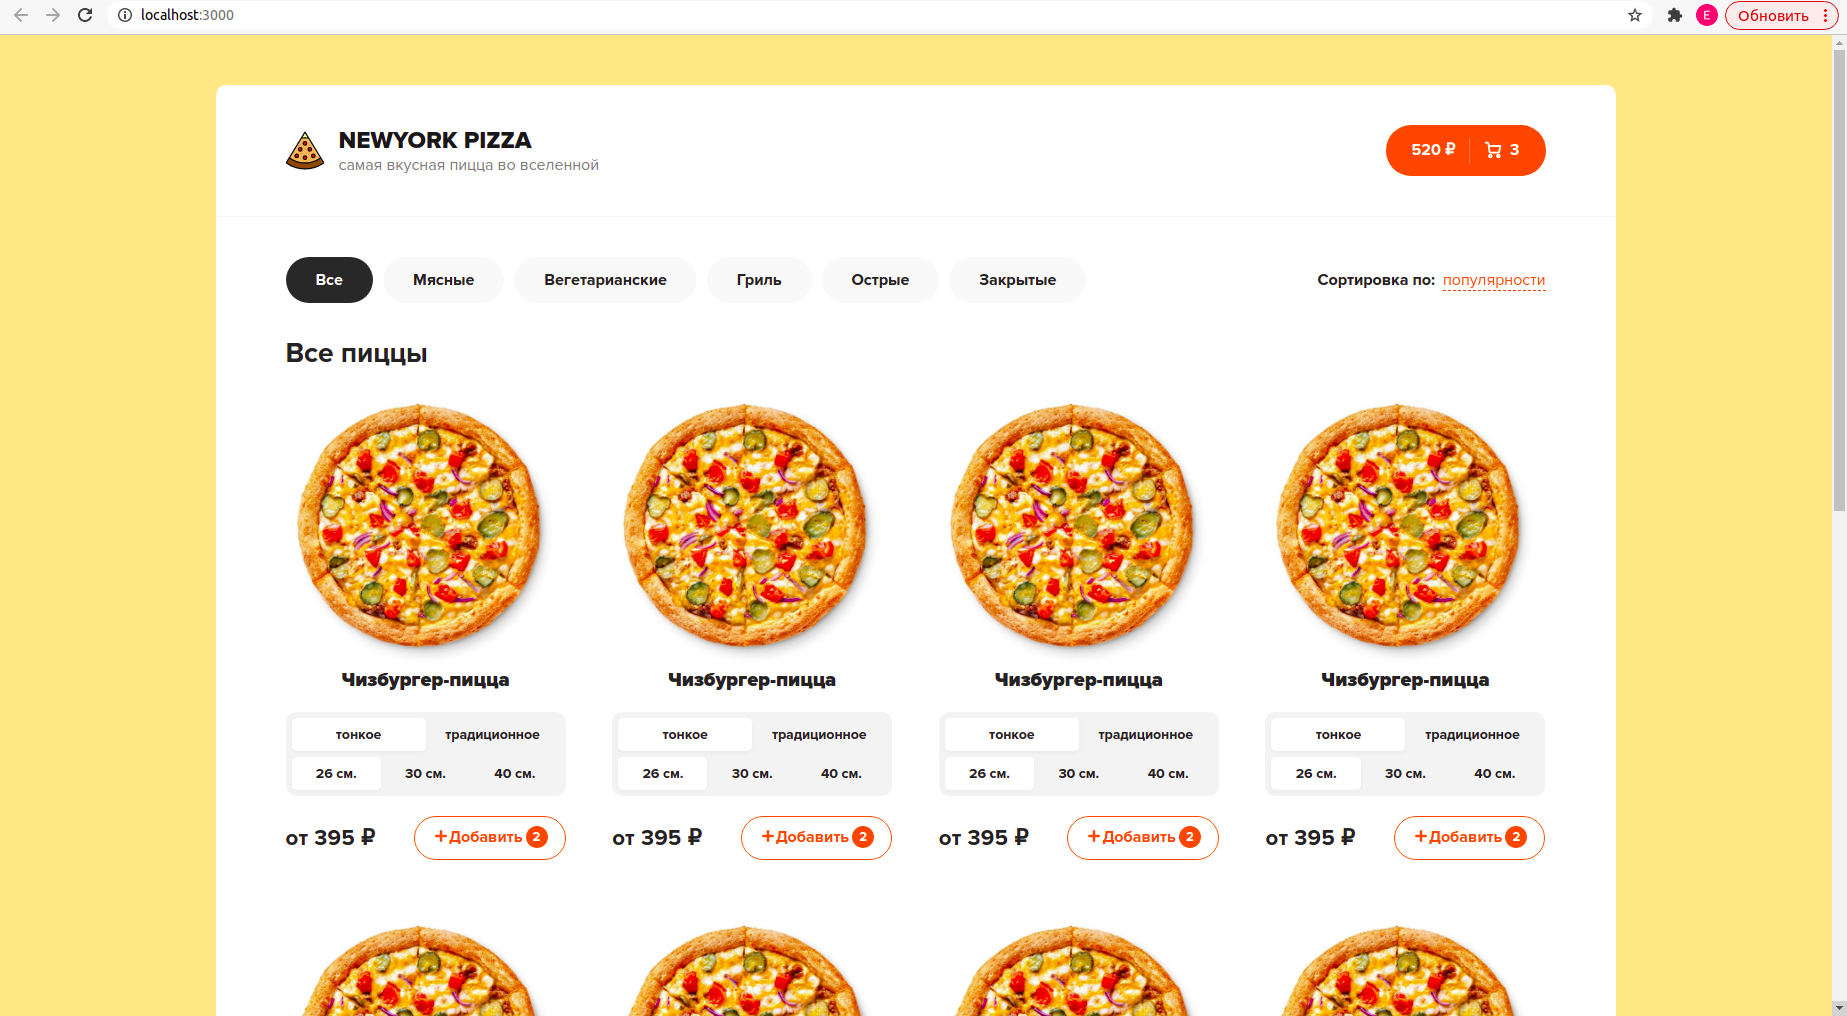 localhost:3000
E
Обновить
NEWYORK PIZZA
самая вкусная пицца во вселенной
520 ₽ 3
Все Мясные Вегетарианские Гриль Острые Закрытые Сортировка по: популярности
Все пиццы
Чизбургер-пицца Чизбургер-пицца Чизбургер-пицца Чизбургер-пицца
тонкое традиционное тонкое традиционное тонкое традиционное тонкое традиционное
26 см. 30 см. 40 см. 26 см. 30 см. 40 см. 26 см. 30 см. 40 см. 26 см. 30 см. 40 см.
от 395 ₽ +Добавить 2 от 395 ₽ +Добавить 2 от 395 ₽ +Добавить 2 от 395 ₽ +Добавить 2